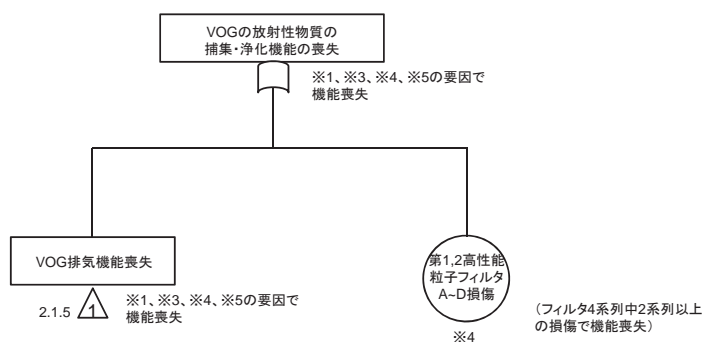 VOGの放射性物質の
捕集・浄化機能の喪失
※1、※3、※4、※5の要因で
機能喪失
VOG排気機能喪失
2.1.5
1
※1、※3、※4、※5の要因で
機能喪失
第1,2高性能
粒子フィルタ
A~D損傷
※4
（フィルタ4系列中2系列以上
の損傷で機能喪失）